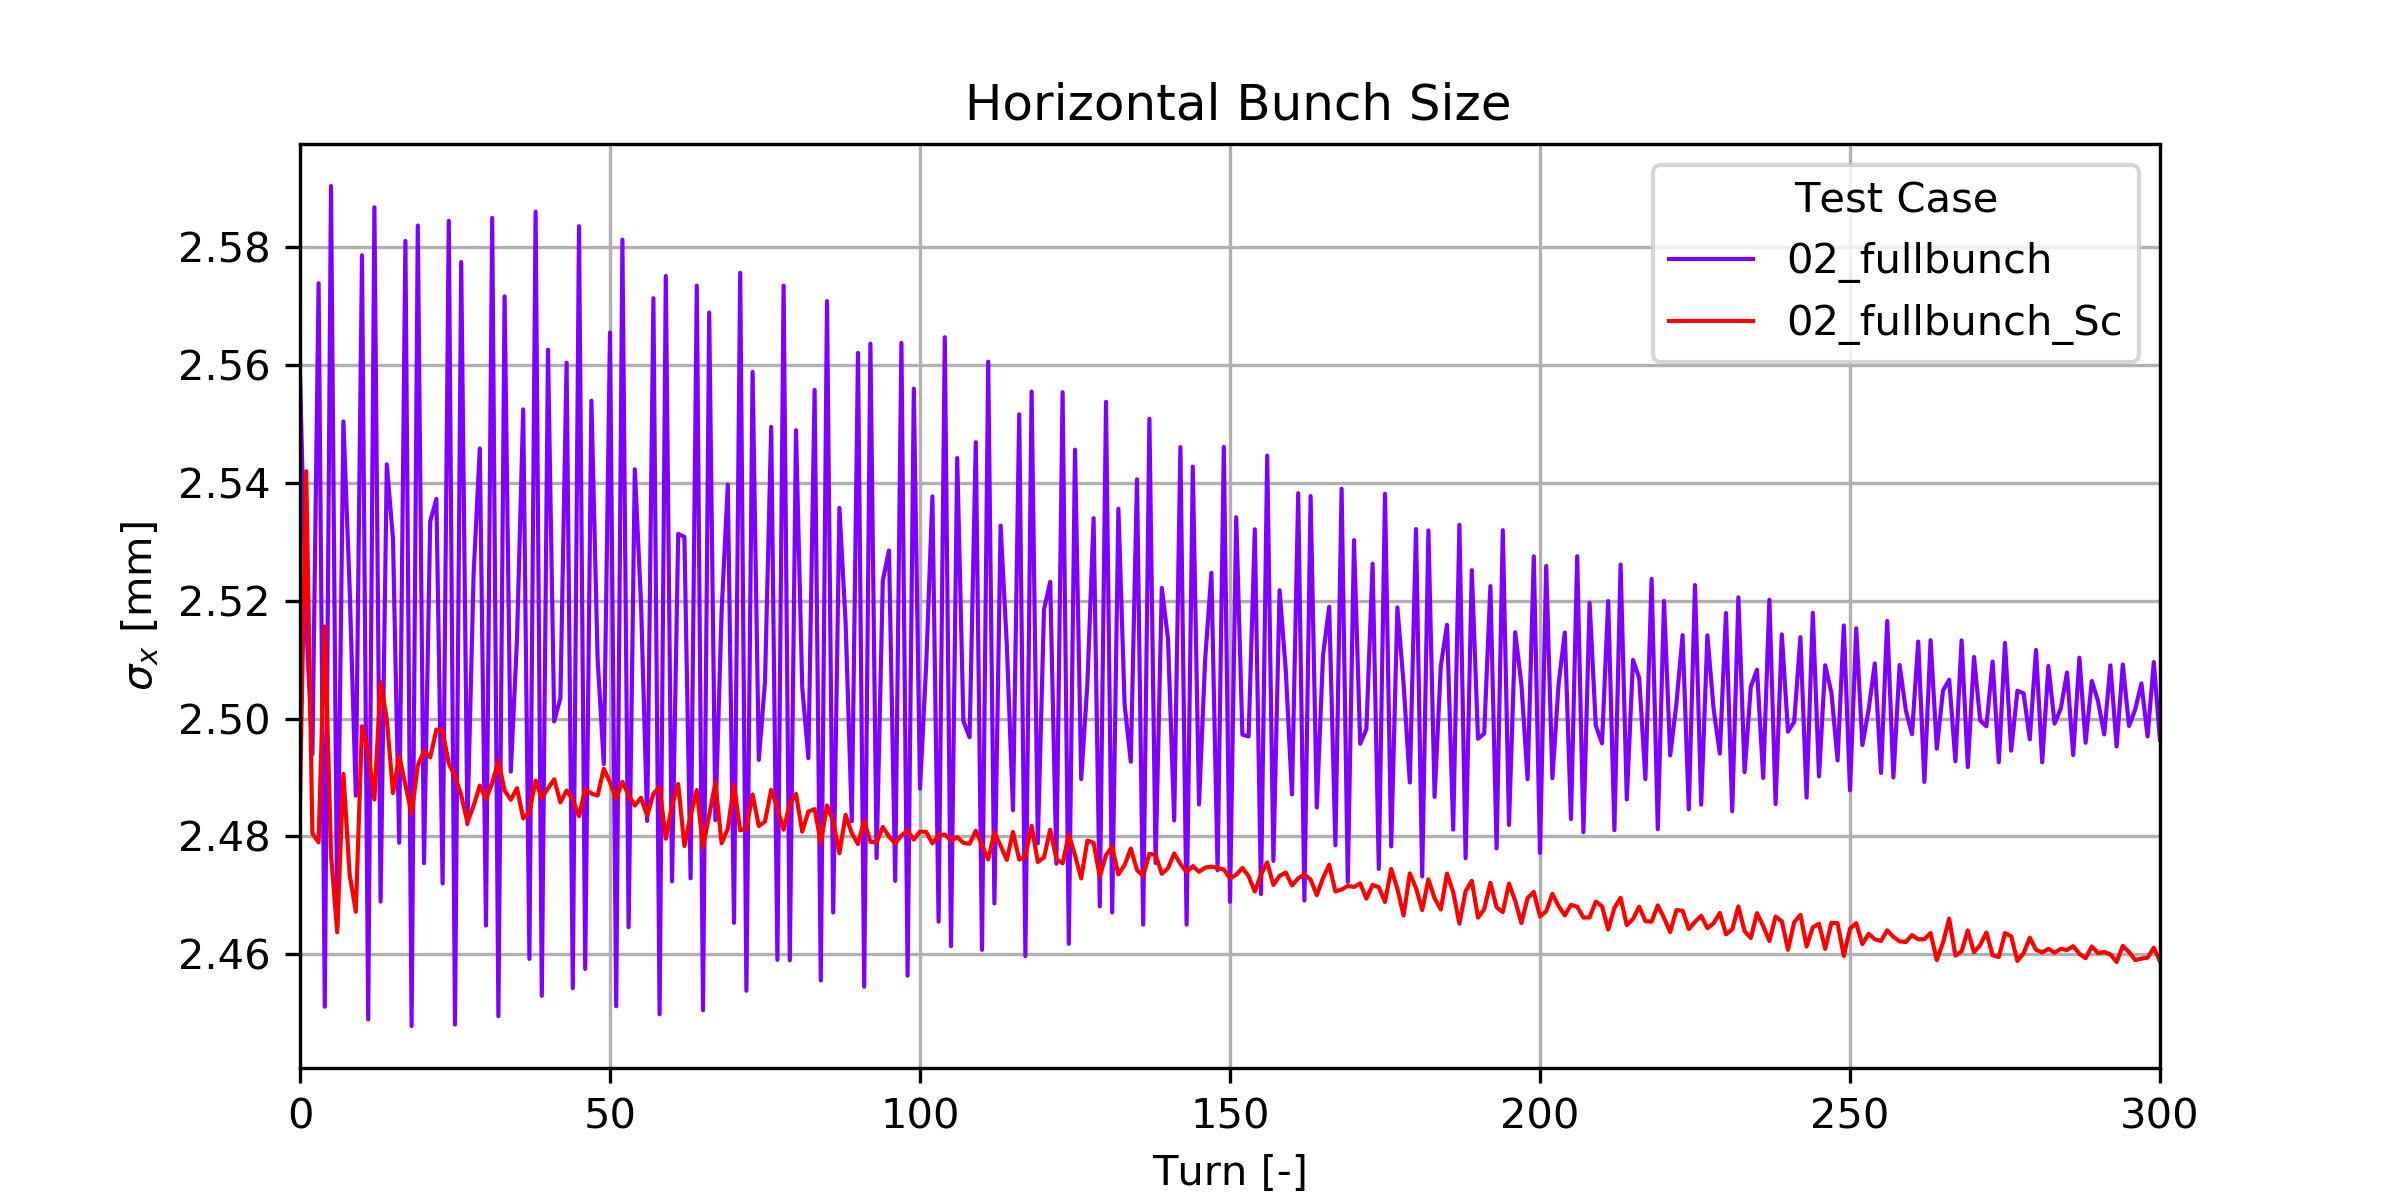 Horizontal Bunch Size
Test Case
02_fullbunch
02_fullbunch_Sc
2.58
2.56
2.54
2.52
2.50
2.48
2.46
σx [mm]
0 50 100 150 200 250 300
Turn [-]